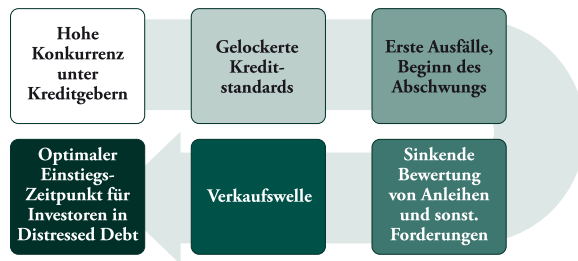 Hohe
Konkurrenz
unter
Kreditgebern
Gelockerte
Kredit-
standards
Erste Ausfälle,
Beginn des
Abschwungs
Sinkende
Bewertung
von Anleihen
und sonst.
Forderungen
Verkaufswelle
Optimaler
Einstiegs-
Zeitpunkt für
Investoren in
Distressed Debt